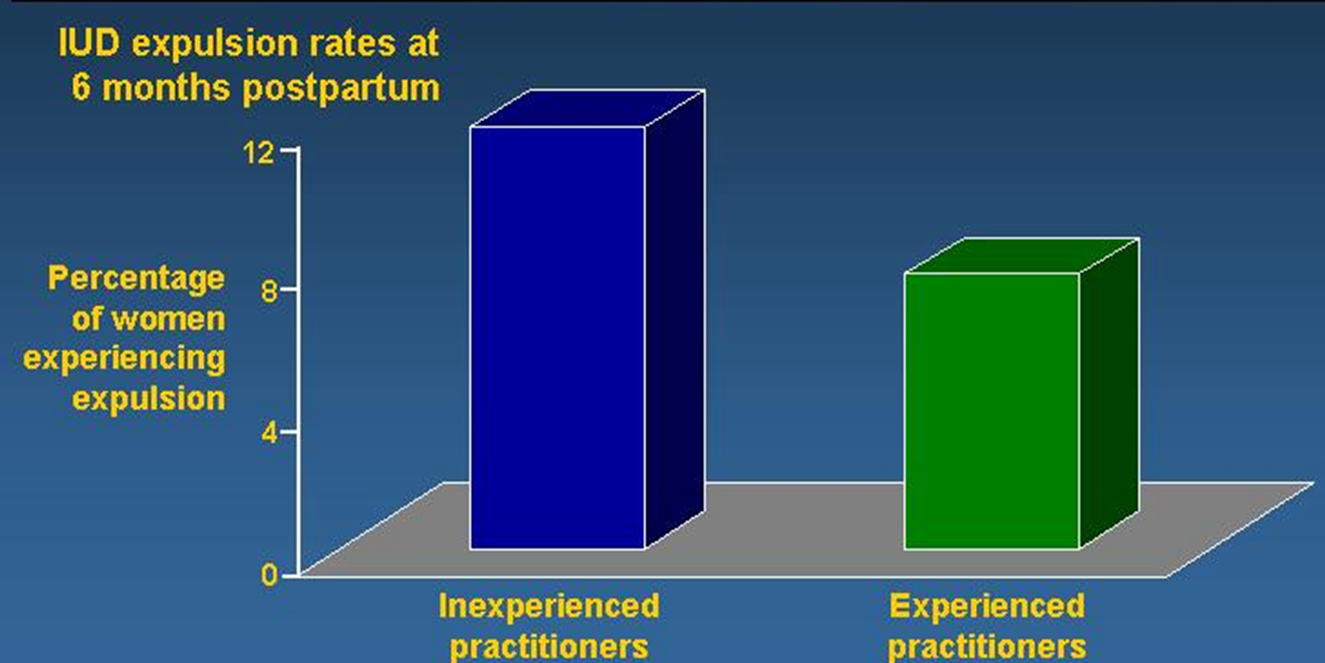 IUD expulsion rates at
6 months postpartum
12
8
4
0
Percentage
of women
experiencing
expulsion
Inexperienced
practitioners
Experienced
practitioners